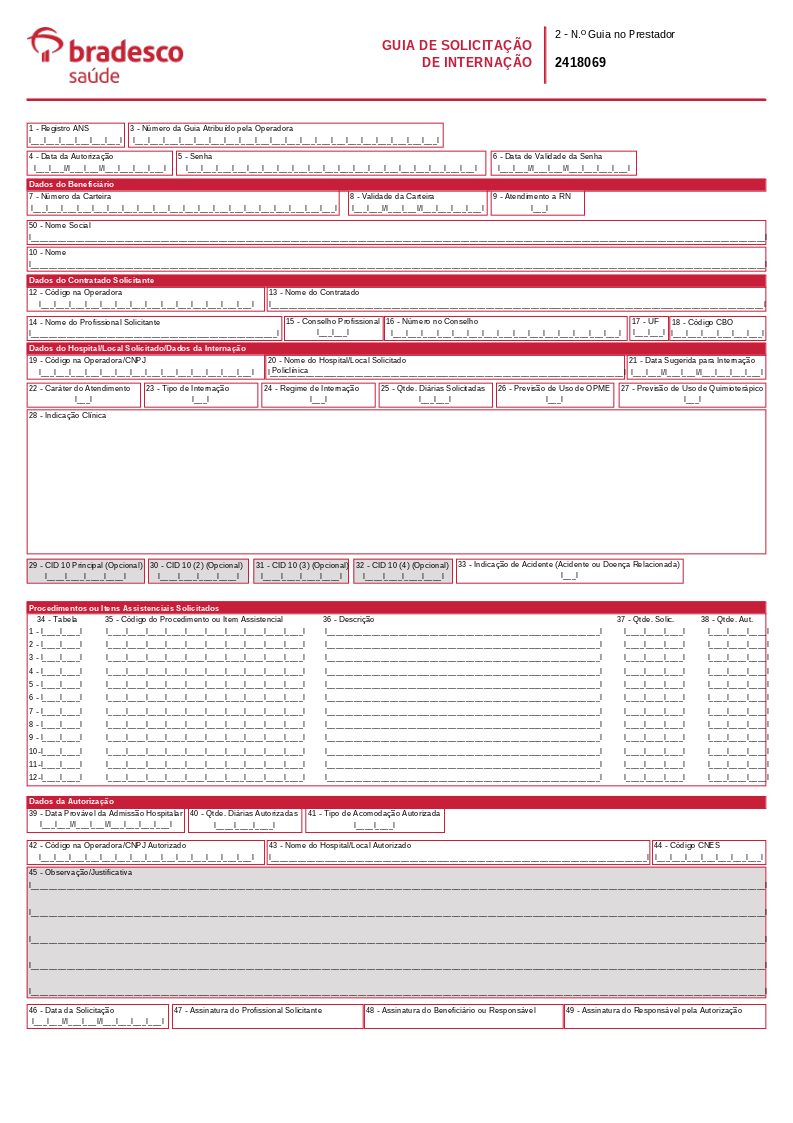 bradesco
saúde
GUIA DE SOLICITAÇÃO
DE INTERNAÇÃO
2 - N.º Guia no Prestador
2418069
1 - Registro ANS
3 - Número da Guia Atribuído pela Operadora
4 - Data da Autorização
5 - Senha
6 - Data de Validade da Senha
Dados do Beneficiário
7 - Número da Carteira
8 - Validade da Carteira
9 - Atendimento a RN
50 - Nome Social
10 - Nome
Dados do Contratado Solicitante
12 - Código na Operadora
13 - Nome do Contratado
14 - Nome do Profissional Solicitante
15 - Conselho Profissional
16 - Número no Conselho
17 - UF
18 - Código CBO
Dados do Hospital/Local Solicitado/Dados da Internação
19 - Código na Operadora/CNPJ
20 - Nome do Hospital/Local Solicitado
Policlínica
21 - Data Sugerida para Internação
22 - Caráter do Atendimento
23 - Tipo de Internação
24 - Regime de Internação
25 - Qtde. Diárias Solicitadas
26 - Previsão de Uso de OPME
27 - Previsão de Uso de Quimioterápico
28 - Indicação Clínica
29 - CID 10 Principal (Opcional)
30 - CID 10 (2) (Opcional)
31 - CID 10 (3) (Opcional)
32 - CID 10 (4) (Opcional)
33 - Indicação de Acidente (Acidente ou Doença Relacionada)
Procedimentos ou Itens Assistenciais Solicitados
34 - Tabela
35 - Código do Procedimento ou Item Assistencial
36 - Descrição
37 - Qtde. Solic.
38 - Qtde. Aut.
1 -
2 -
3 -
4 -
5 -
6 -
7 -
8 -
9 -
10-
11-
12-
Dados da Autorização
39 - Data Provável da Admissão Hospitalar
40 - Qtde. Diárias Autorizadas
41 - Tipo de Acomodação Autorizada
42 - Código na Operadora/CNPJ Autorizado
43 - Nome do Hospital/Local Autorizado
44 - Código CNES
45 - Observação/Justificativa
46 - Data da Solicitação
47 - Assinatura do Profissional Solicitante
48 - Assinatura do Beneficiário ou Responsável
49 - Assinatura do Responsável pela Autorização